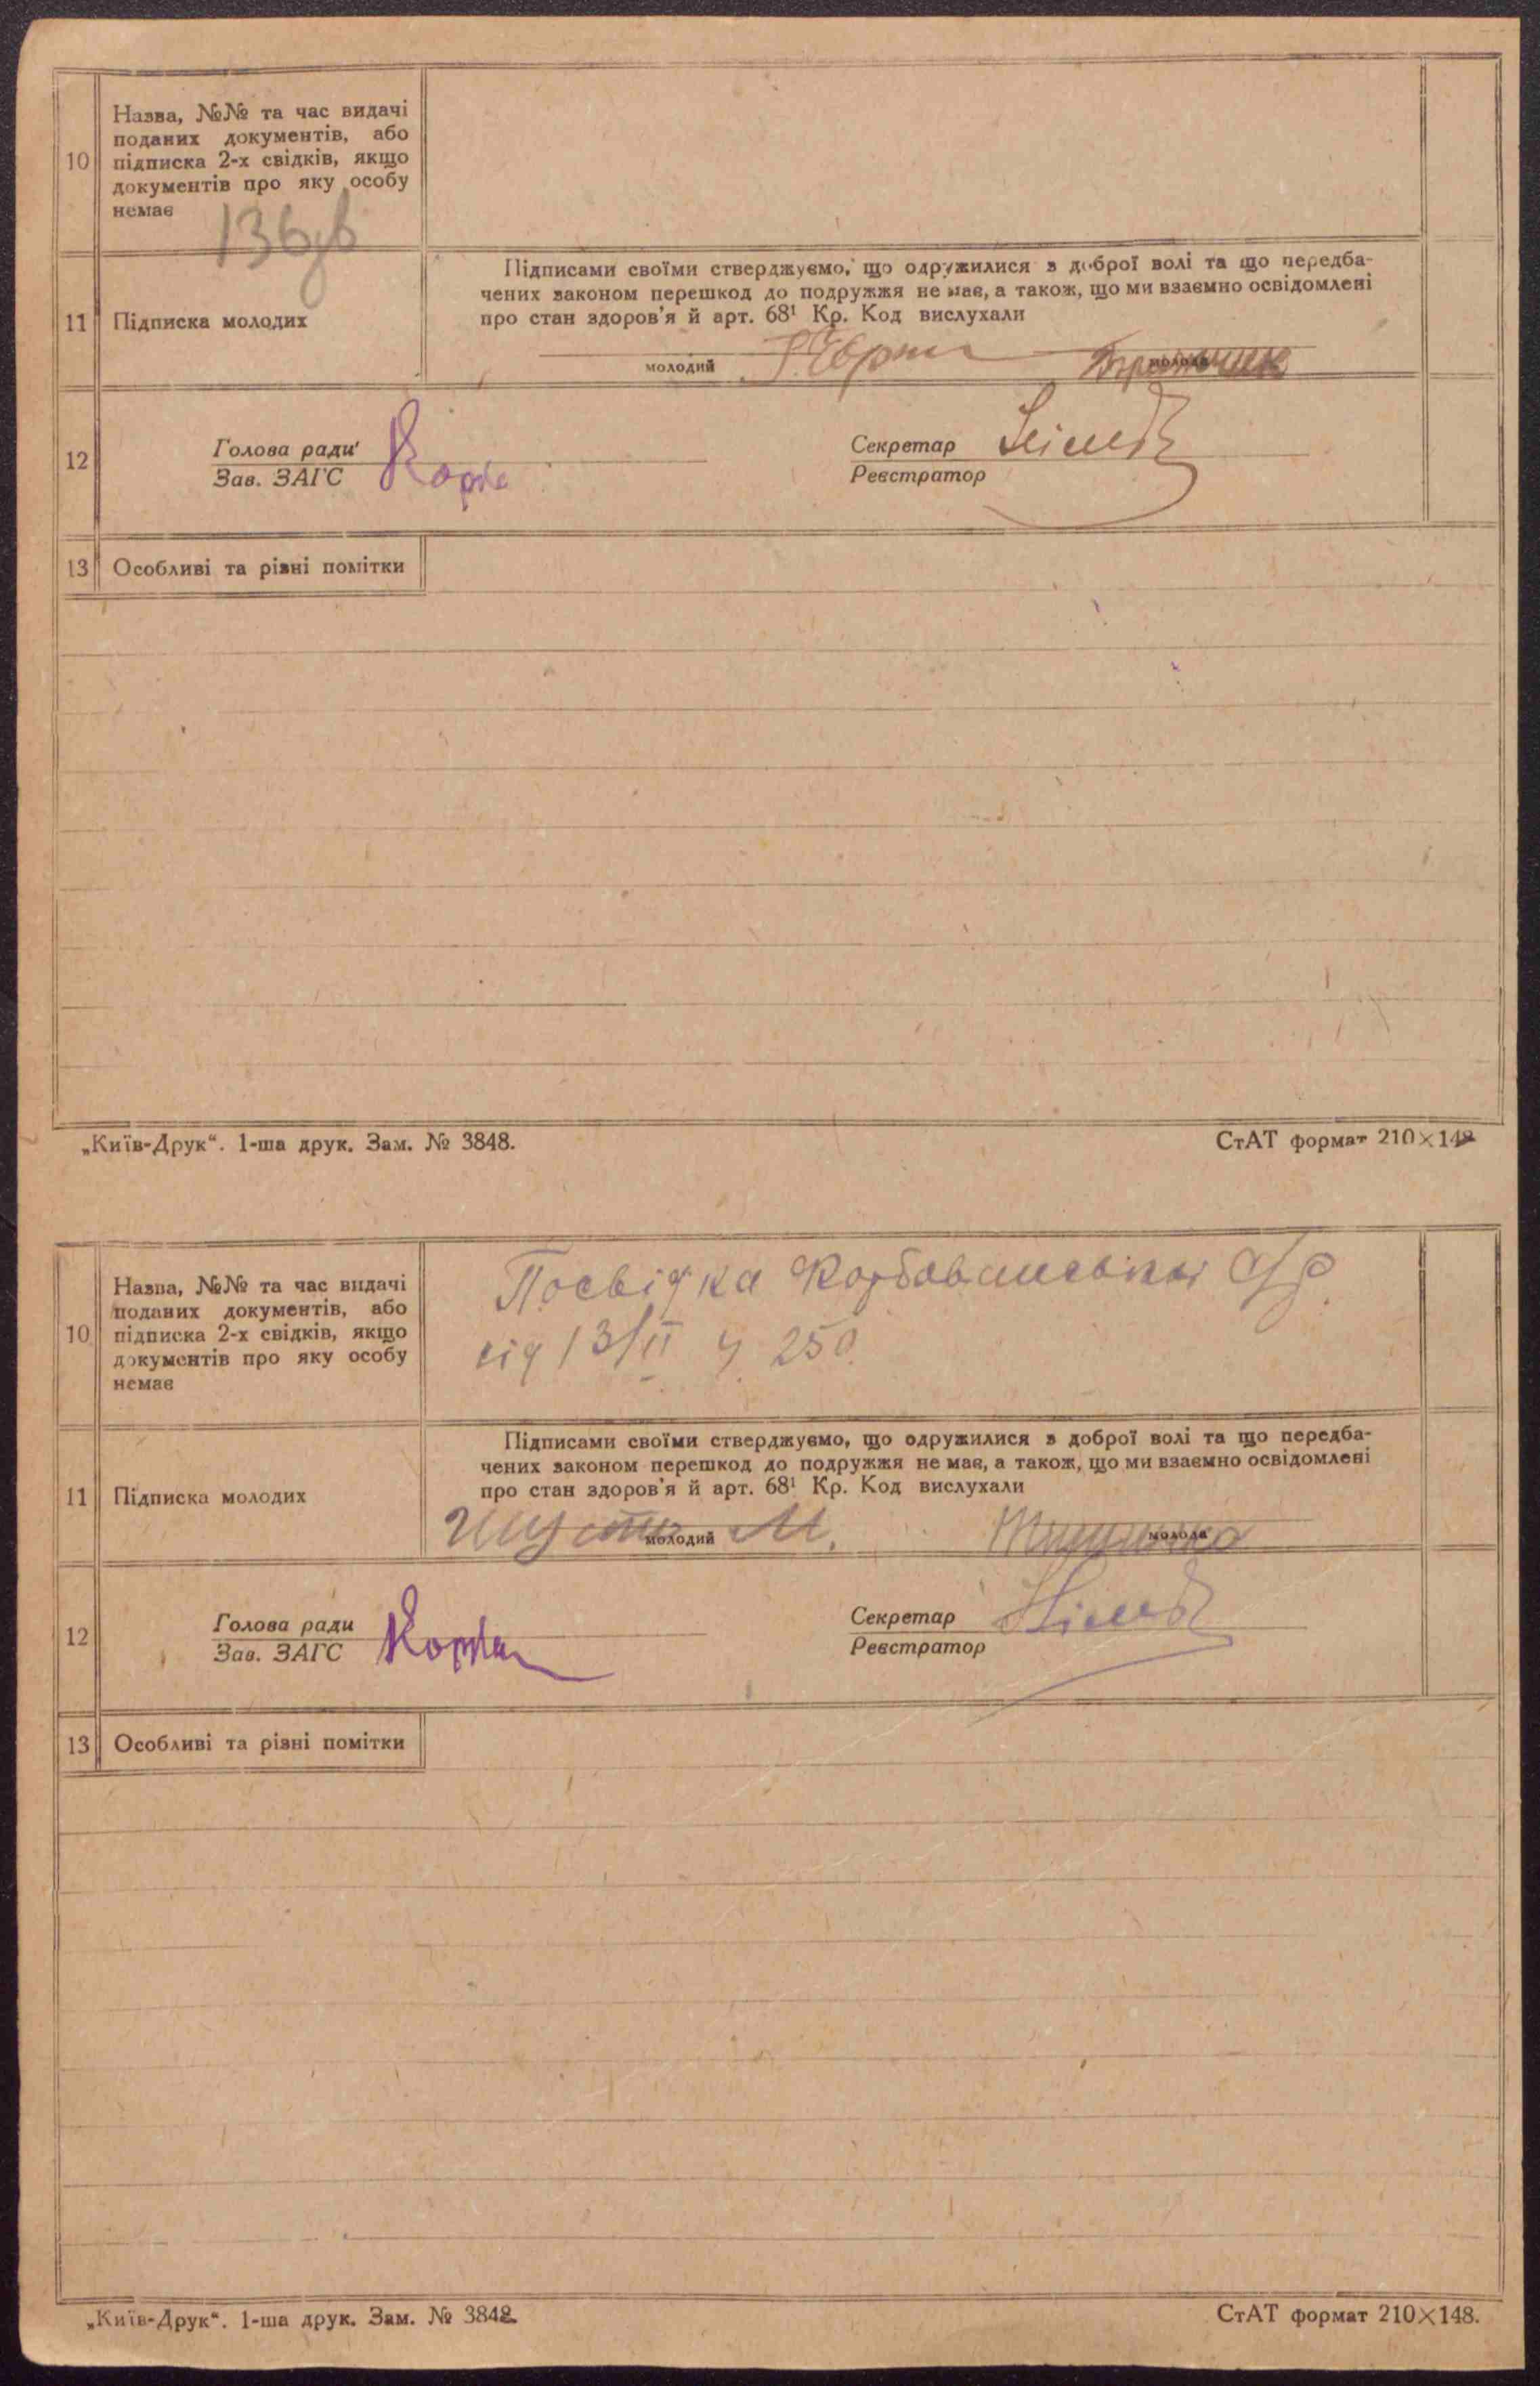 10
Назва, №№ та час видачі
поданих документів, або
підписка 2-х свідків, якщо
документів про яку особу
немає
136зв
11
Підписка молодих
Підписами своїми стверджуємо, що одружилися з доброї волі та що передба-
чених законом перешкод до подружжя не має, а також, що ми взаємно освідомлені
про стан здоров'я й арт. 68¹ Кр. Код вислухали
молодий
молода
12
Голова ради
Зав. ЗАГС
Секретар
Реєстратор
13
Особливі та різні помітки
„Київ-Друк“. 1-ша друк. Зам. № 3848.
СтАТ формат 210×148
10
Назва, №№ та час видачі
поданих документів, або
підписка 2-х свідків, якщо
документів про яку особу
немає
Посвідка
від 13/II ч 250
11
Підписка молодих
Підписами своїми стверджуємо, що одружилися з доброї волі та що передба-
чених законом перешкод до подружжя не має, а також, що ми взаємно освідомлені
про стан здоров'я й арт. 68¹ Кр. Код вислухали
М.
молодий
молода
12
Голова ради
Зав. ЗАГС
Секретар
Реєстратор
13
Особливі та різні помітки
„Київ-Друк“. 1-ша друк. Зам. № 3848.
СтАТ формат 210×148.